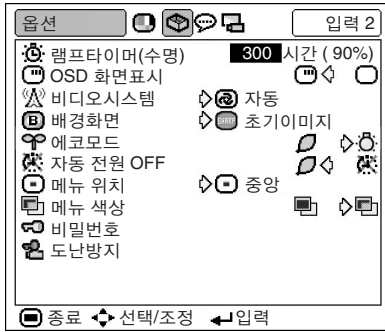 옵션 입력 2
램프타이머(수명) 300 시간 ( 90%)
OSD 화면표시
비디오시스템 자동
B 배경화면 SHARP 초기이미지
에코모드
자동 전원 OFF
메뉴 위치 중앙
메뉴 색상
비밀번호
도난방지
종료 선택/조정 입력